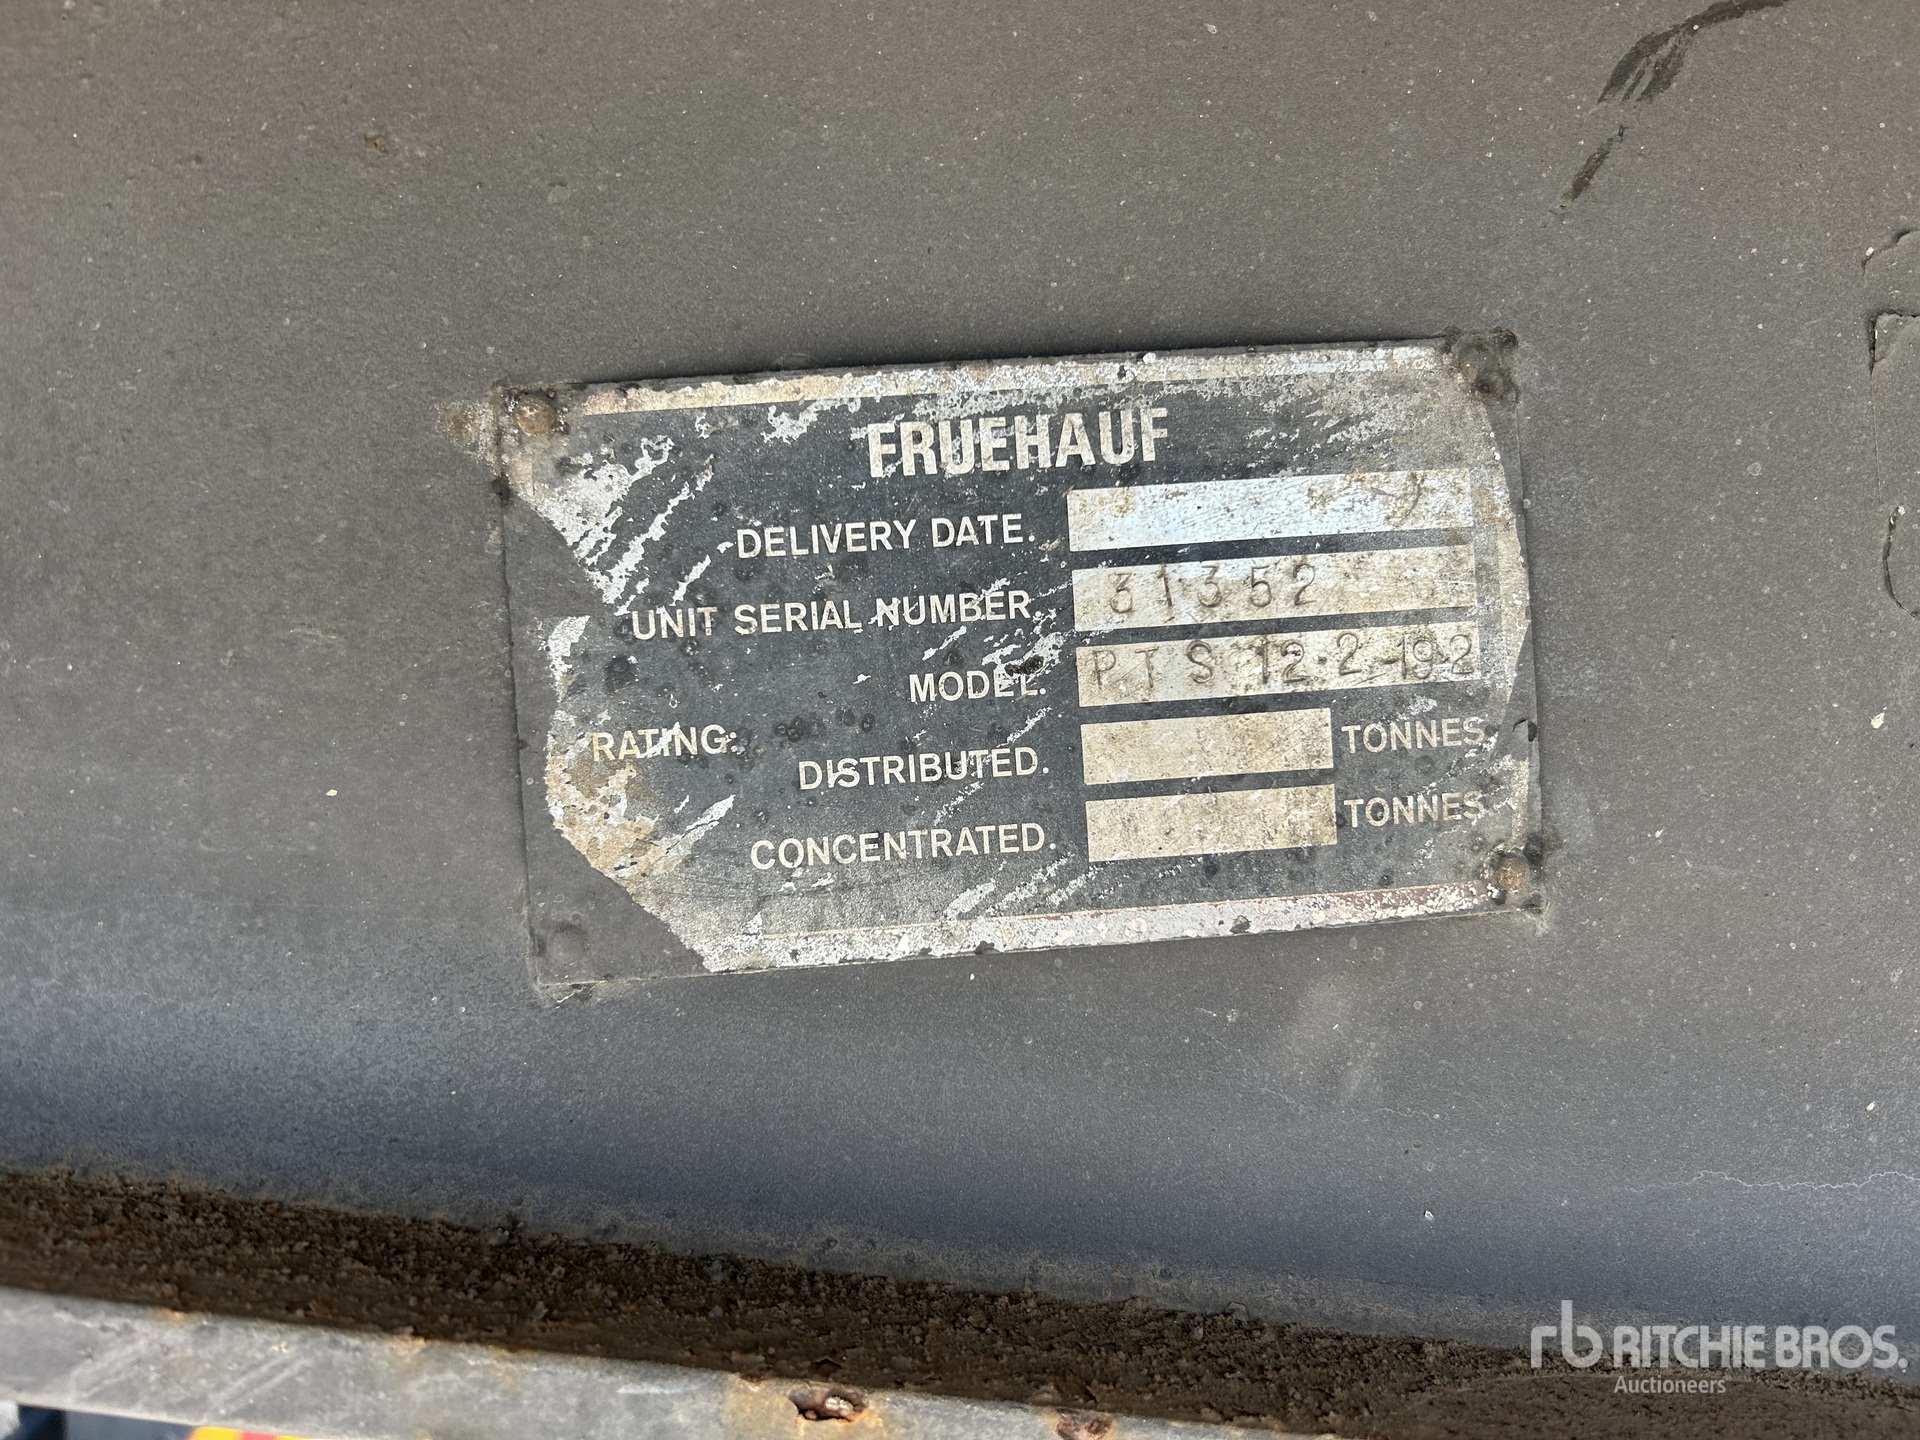 FRUEHAUF
DELIVERY DATE.
UNIT SERIAL NUMBER. 31352
MODEL. PTS 12-2-192
RATING:
DISTRIBUTED. TONNES
CONCENTRATED. TONNES
rb RITCHIE BROS.
Auctioneers